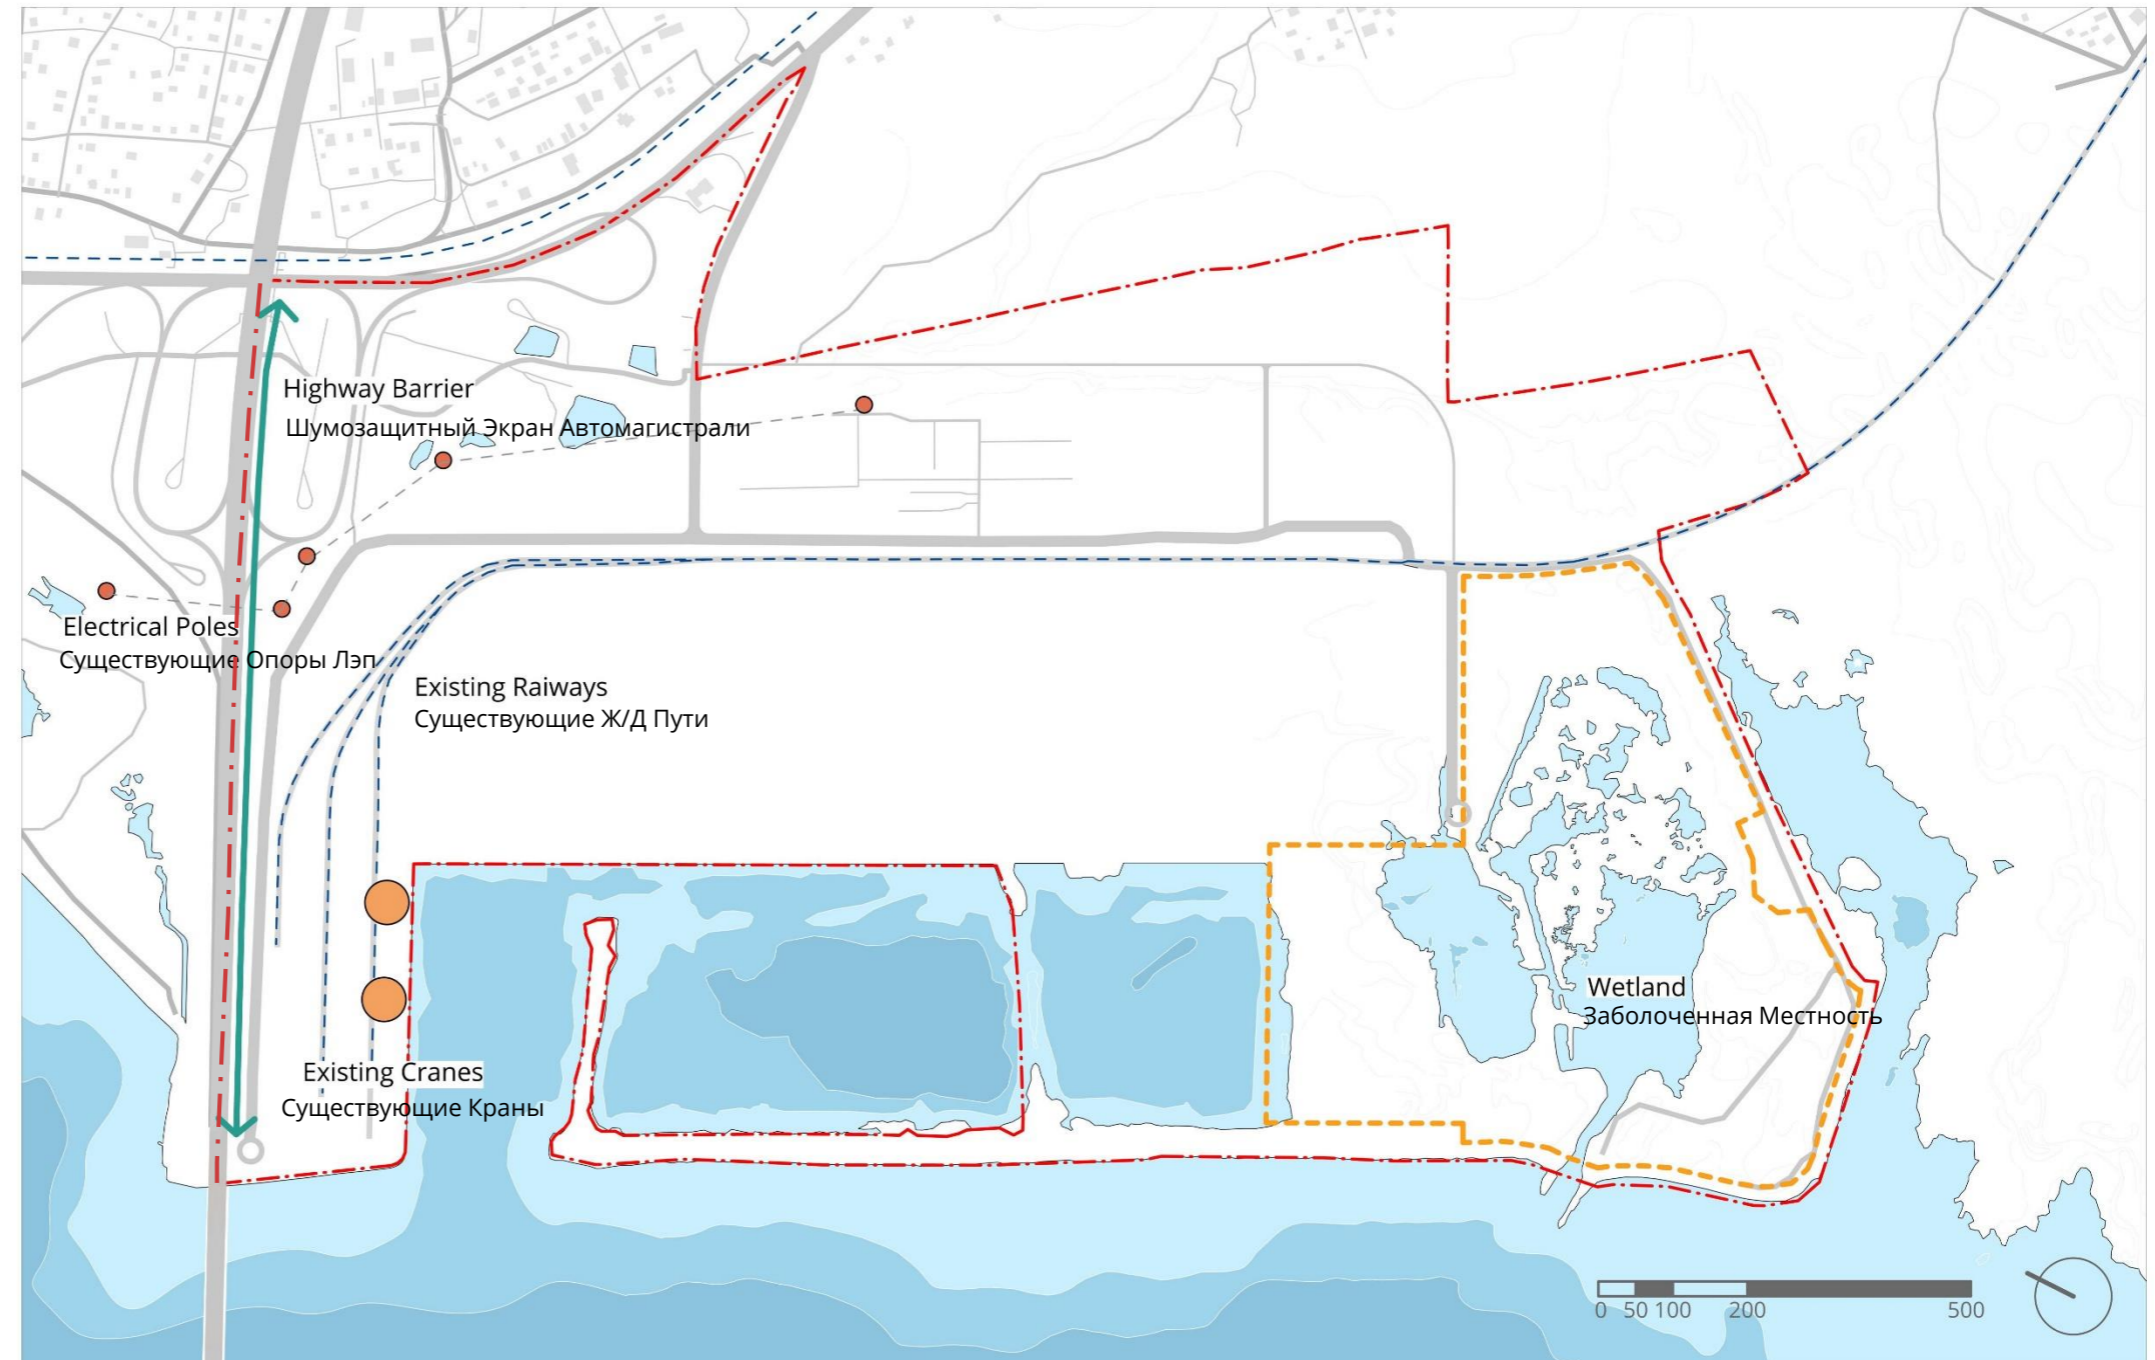 Highway Barrier
Шумозащитный Экран Автомагистрали
Electrical Poles
Существующие Опоры Лэп
Existing Raiways
Существующие Ж/Д Пути
Wetland
Заболоченная Местность
Existing Cranes
Существующие Краны
0 50 100 200 500